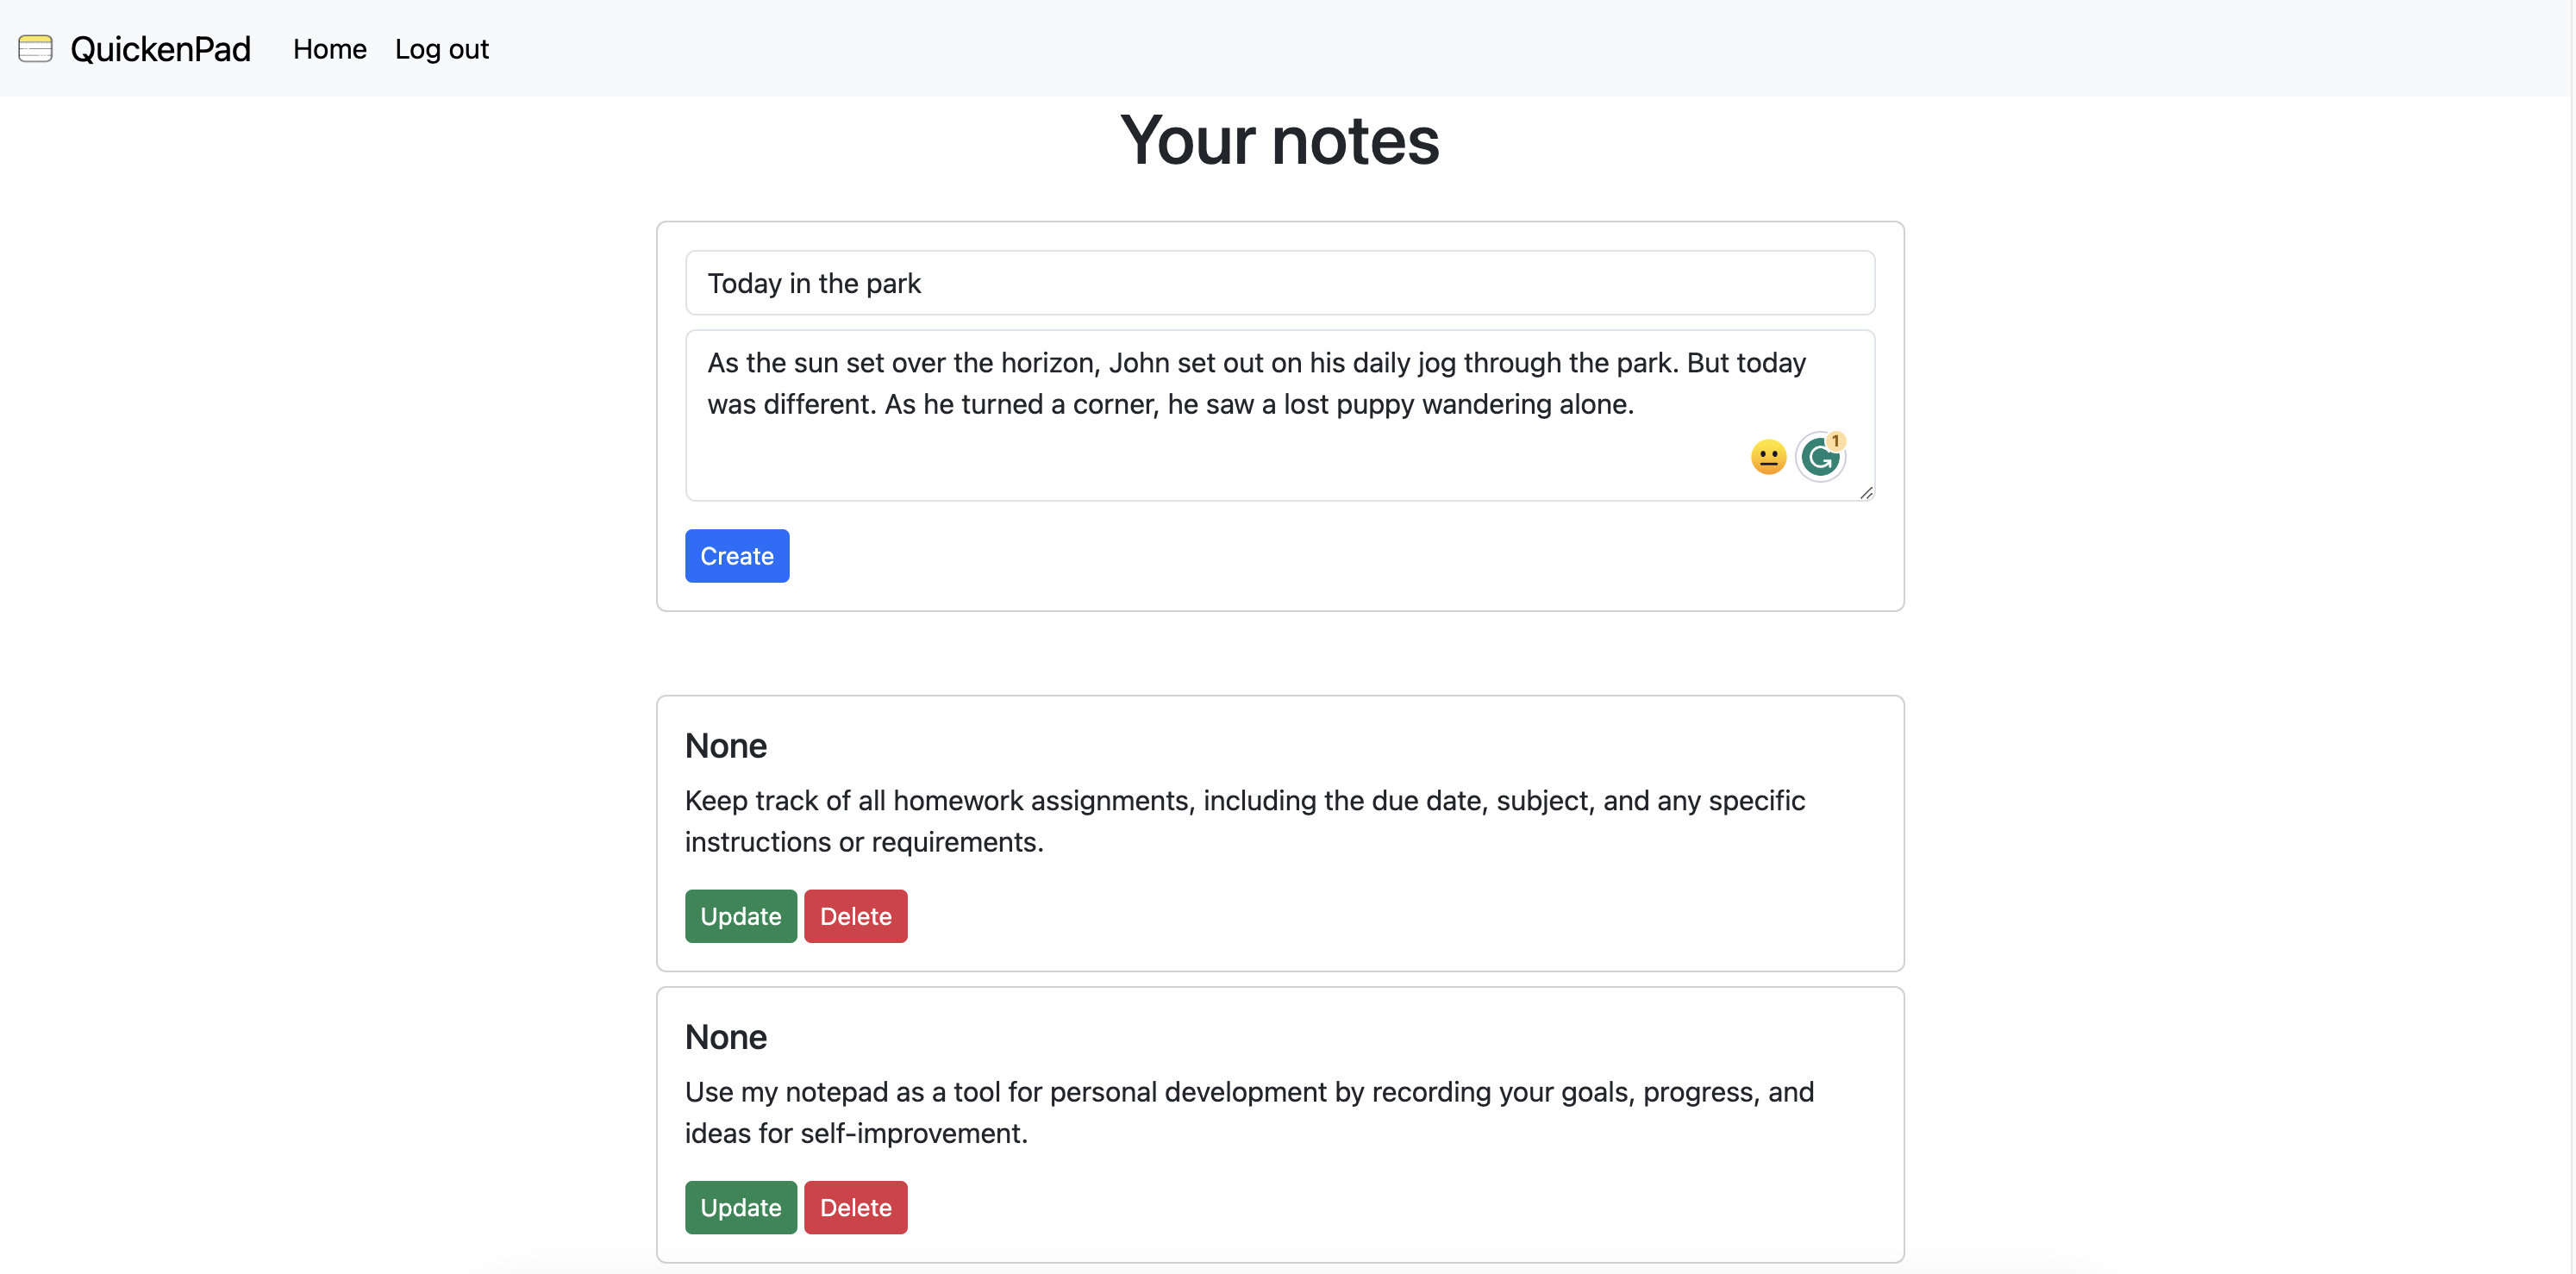 QuickenPad Home Log out
Your notes
Today in the park
As the sun set over the horizon, John set out on his daily jog through the park. But today
was different. As he turned a corner, he saw a lost puppy wandering alone.
1
Create
None
Keep track of all homework assignments, including the due date, subject, and any specific
instructions or requirements.
Update Delete
None
Use my notepad as a tool for personal development by recording your goals, progress, and
ideas for self-improvement.
Update Delete